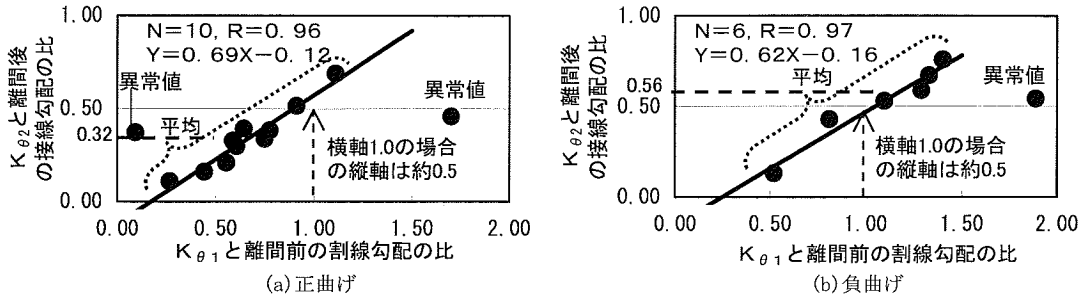 1.00
0.50
0.32
0.00
Kθ2と離間後
の接線勾配の比
N=10, R=0.96
Y=0.69X-0.12
異常値
平均
異常値
横軸1.0の場合
の縦軸は約0.5
0.00 0.50 1.00 1.50 2.00
Kθ1と離間前の割線勾配の比
(a)正曲げ
1.00
0.56
0.50
0.00
Kθ2と離間後
の接線勾配の比
N=6, R=0.97
Y=0.62X-0.16
平均
異常値
横軸1.0の場合
の縦軸は約0.5
0.00 0.50 1.00 1.50 2.00
Kθ1と離間前の割線勾配の比
(b)負曲げ